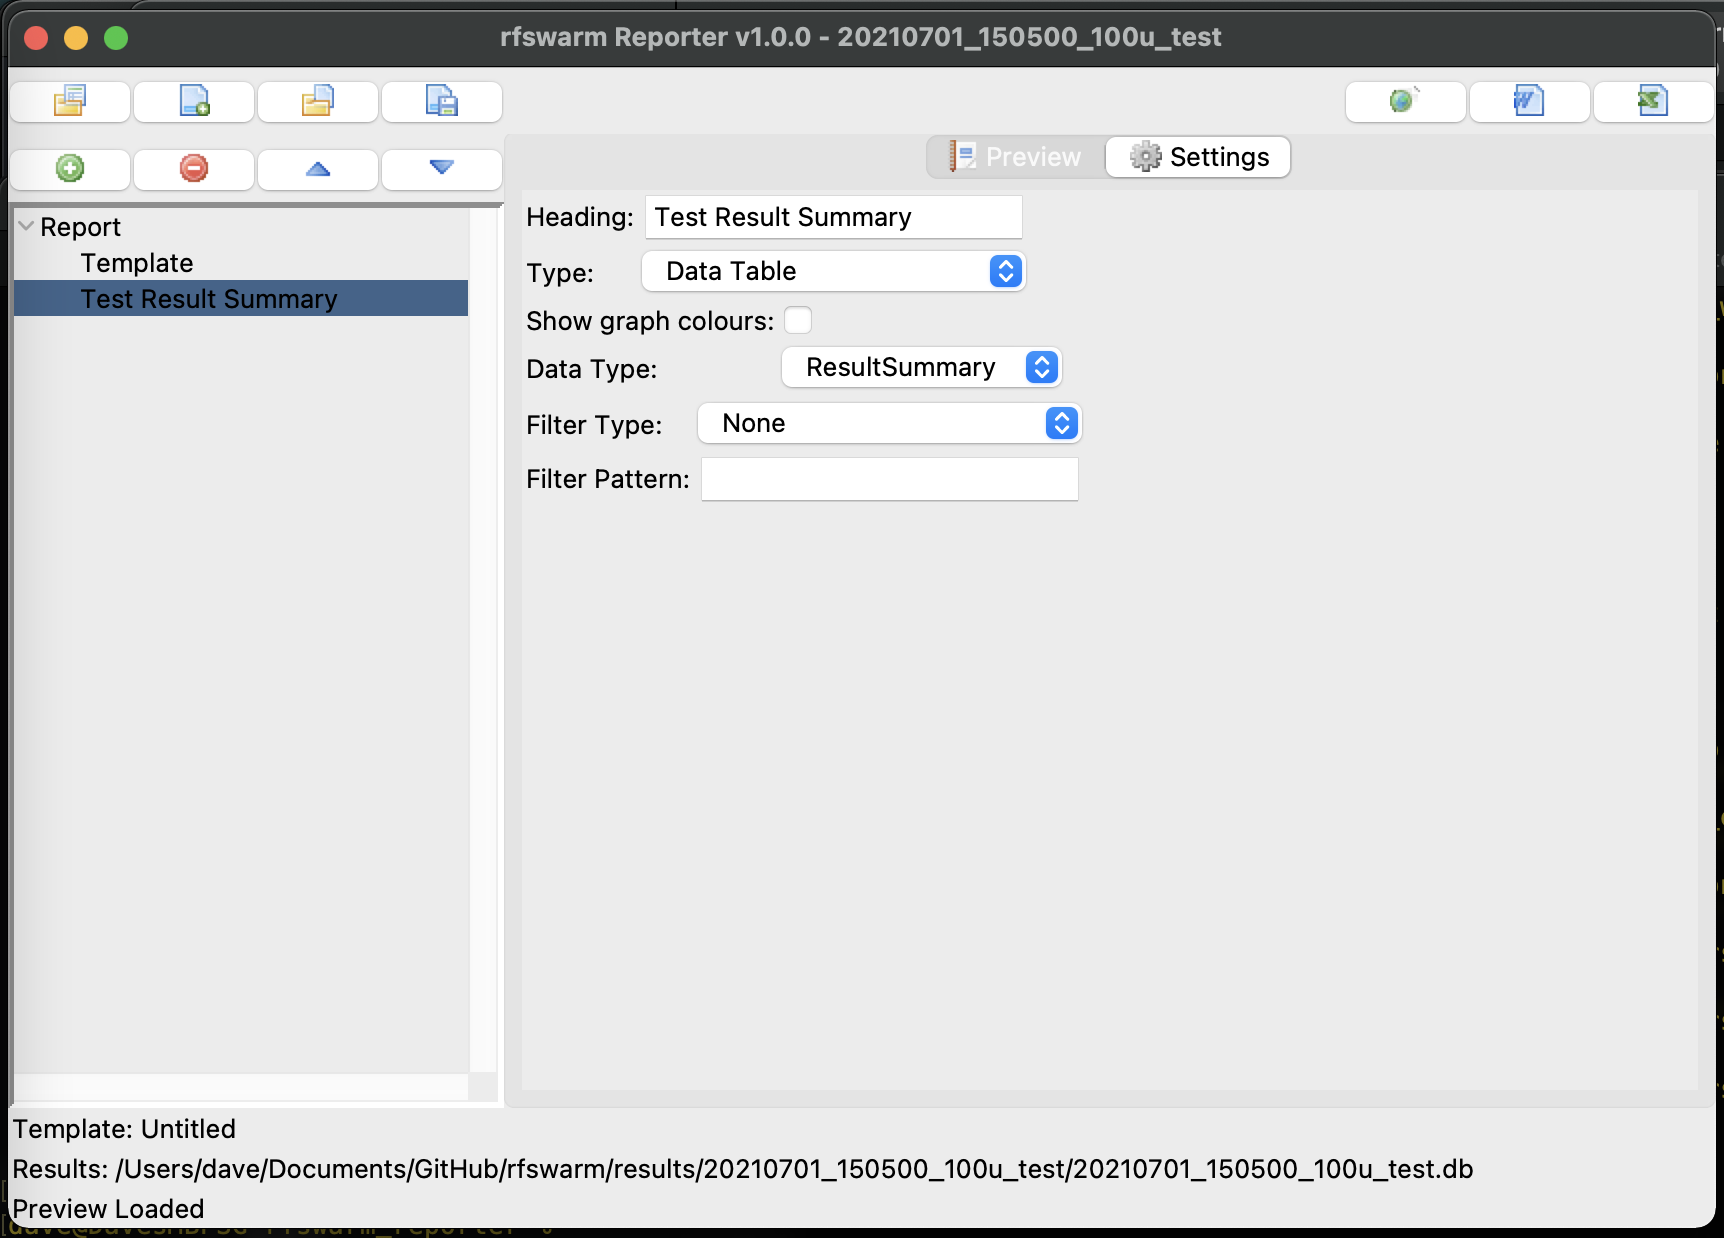 rfswarm Reporter v1.0.0 - 20210701_150500_100u_test
Preview Settings
Report
Template
Test Result Summary
Heading: Test Result Summary
Type: Data Table
Show graph colours:
Data Type: ResultSummary
Filter Type: None
Filter Pattern:
Template: Untitled
Results: /Users/dave/Documents/GitHub/rfswarm/results/20210701_150500_100u_test/20210701_150500_100u_test.db
Preview Loaded